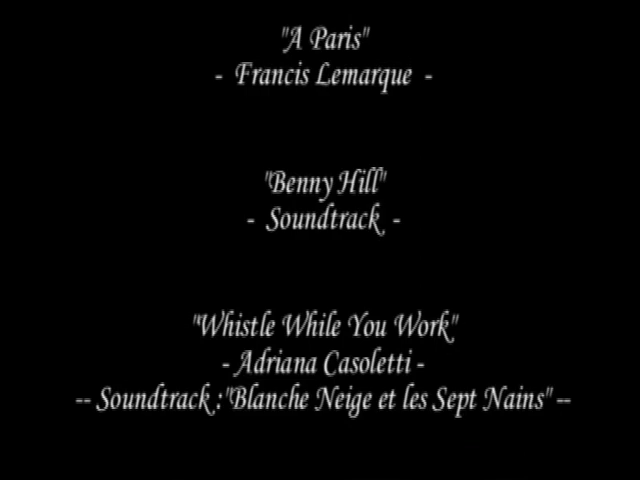 "A Paris"
- Francis Lemarque -
"Benny Hill"
- Soundtrack -
"Whistle While You Work"
- Adriana Casoletti -
-- Soundtrack :"Blanche Neige et les Sept Nains" --